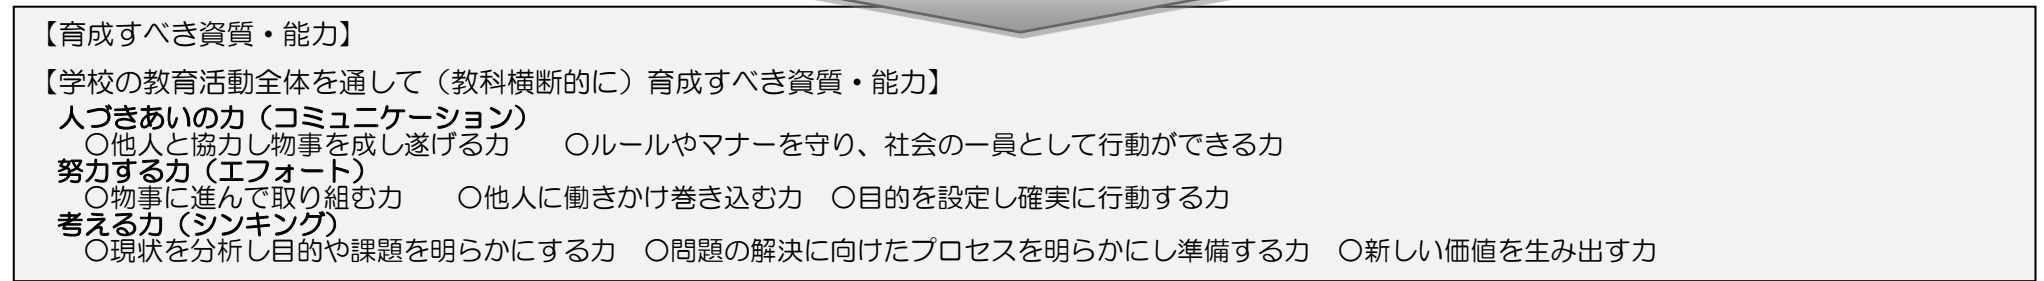 【育成すべき資質・能力】
【学校の教育活動全体を通して（教科横断的に）育成すべき資質・能力】
人づきあいの力（コミュニケーション）
〇他人と協力し物事を成し遂げる力　　〇ルールやマナーを守り、社会の一員として行動ができる力
努力する力（エフォート）
〇物事に進んで取り組む力　　〇他人に働きかけ巻き込む力　〇目的を設定し確実に行動する力
考える力（シンキング）
〇現状を分析し目的や課題を明らかにする力　〇問題の解決に向けたプロセスを明らかにし準備する力　〇新しい価値を生み出す力